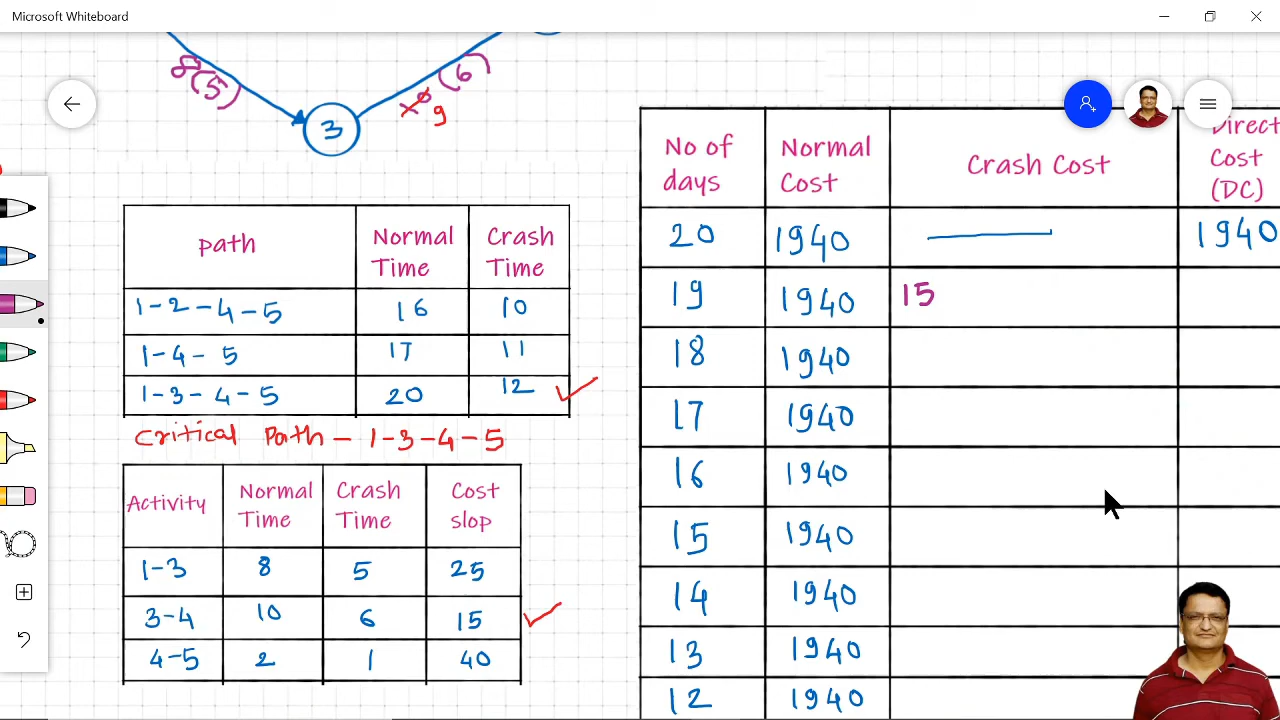 Microsoft Whiteboard
8 (5)
(6)
10 9
3
Path Normal Time Crash Time
1-2-4-5 16 10
1-4-5 17 11
1-3-4-5 20 12
Critical Path - 1-3-4-5
Activity Normal Time Crash Time Cost slop
1-3 8 5 25
3-4 10 6 15
4-5 2 1 40
No of days Normal Cost Crash Cost Direct Cost (DC)
20 1940 1940
19 1940 15
18 1940
17 1940
16 1940
15 1940
14 1940
13 1940
12 1940